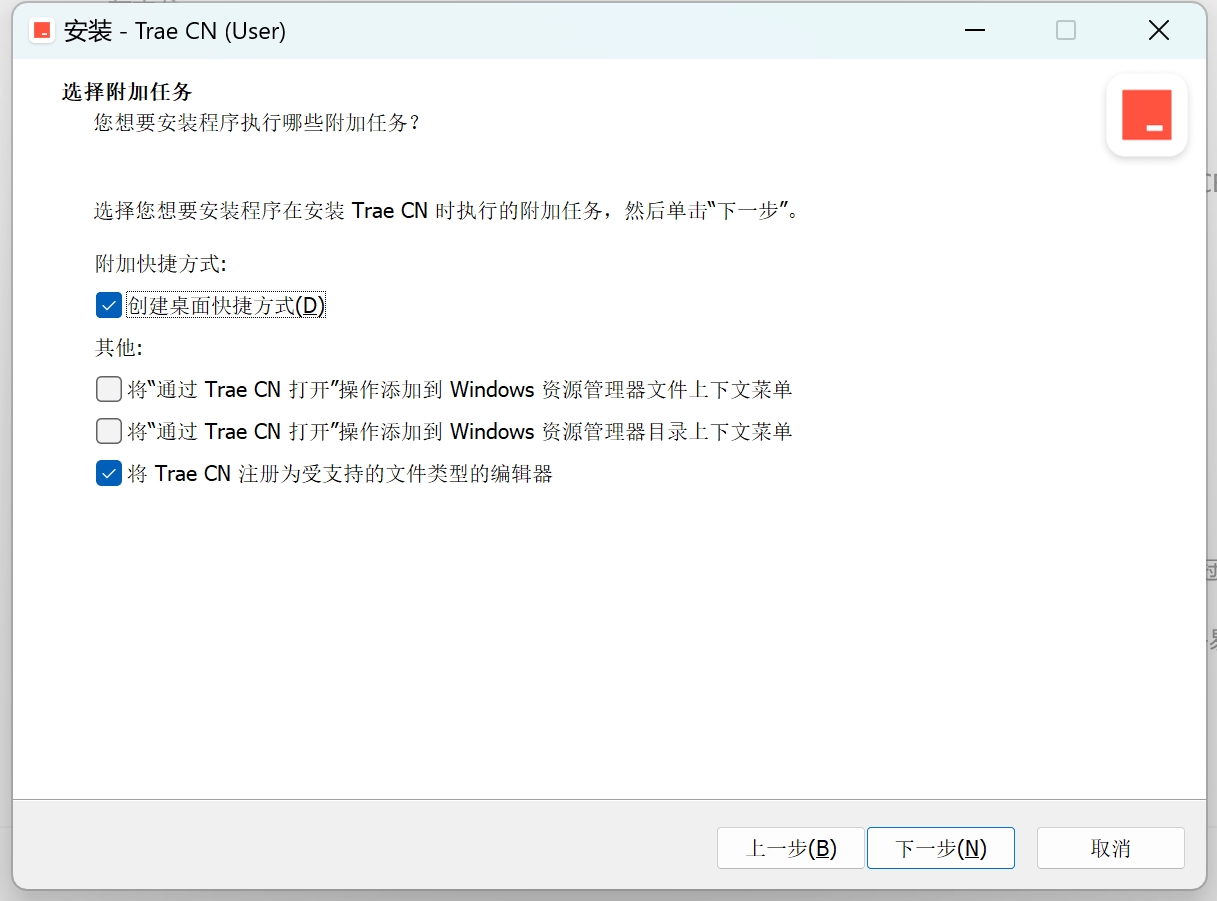 安装 - Trae CN (User)
选择附加任务
您想要安装程序执行哪些附加任务？
选择您想要安装程序在安装 Trae CN 时执行的附加任务，然后单击“下一步”。
附加快捷方式:
创建桌面快捷方式(D)
其他:
将“通过 Trae CN 打开”操作添加到 Windows 资源管理器文件上下文菜单
将“通过 Trae CN 打开”操作添加到 Windows 资源管理器目录上下文菜单
将 Trae CN 注册为受支持的文件类型的编辑器
上一步(B) 下一步(N) 取消